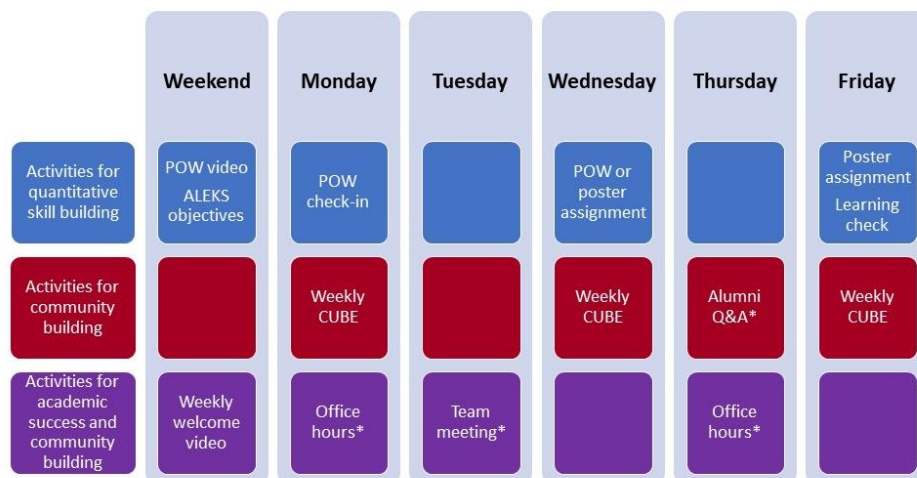 Weekend Monday Tuesday Wednesday Thursday Friday
Activities for
quantitative
skill building
POW video
ALEKS
objectives
POW
check-in
POW or
poster
assignment
Poster
assignment
Learning
check
Activities for
community
building
Weekly
CUBE
Weekly
CUBE
Alumni
Q&A*
Weekly
CUBE
Activities for
academic
success and
community
building
Weekly
welcome
video
Office
hours*
Team
meeting*
Office
hours*